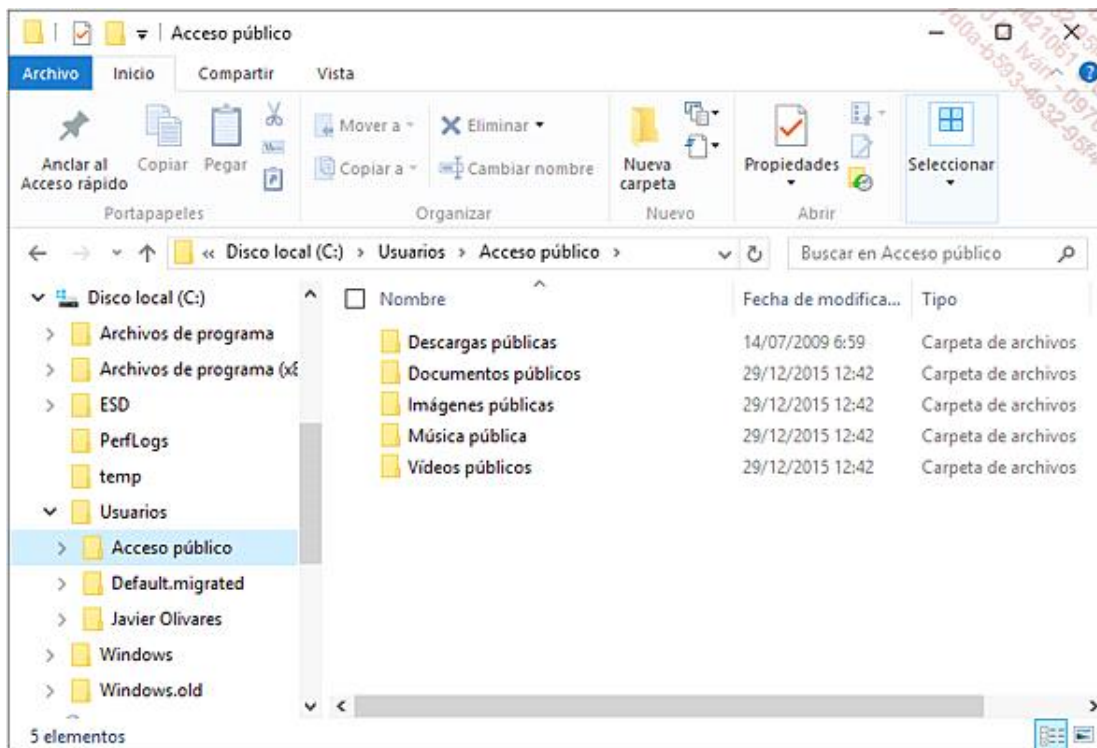 Acceso público
Archivo Inicio Compartir Vista
Anclar al Acceso rápido
Copiar
Pegar
Mover a
Copiar a
Eliminar
Cambiar nombre
Nueva carpeta
Propiedades
Seleccionar
Portapapeles Organizar Nuevo Abrir
« Disco local (C:) > Usuarios > Acceso público >
Buscar en Acceso público
Disco local (C:)
Archivos de programa
Archivos de programa (x8
ESD
PerfLogs
temp
Usuarios
Acceso público
Default.migrated
Javier Olivares
Windows
Windows.old
Nombre Fecha de modifica... Tipo
Descargas públicas 14/07/2009 6:59 Carpeta de archivos
Documentos públicos 29/12/2015 12:42 Carpeta de archivos
Imágenes públicas 29/12/2015 12:42 Carpeta de archivos
Música pública 29/12/2015 12:42 Carpeta de archivos
Vídeos públicos 29/12/2015 12:42 Carpeta de archivos
5 elementos